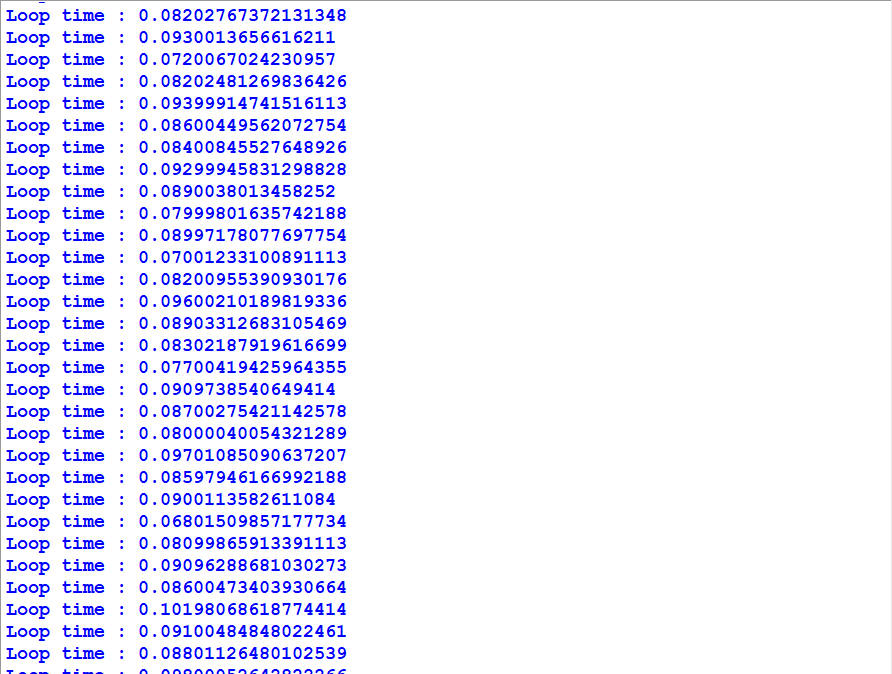 Loop time : 0.08202767372131348
Loop time : 0.0930013656616211
Loop time : 0.0720067024230957
Loop time : 0.08202481269836426
Loop time : 0.09399914741516113
Loop time : 0.08600449562072754
Loop time : 0.08400845527648926
Loop time : 0.09299945831298828
Loop time : 0.0890038013458252
Loop time : 0.07999801635742188
Loop time : 0.08997178077697754
Loop time : 0.07001233100891113
Loop time : 0.08200955390930176
Loop time : 0.09600210189819336
Loop time : 0.08903312683105469
Loop time : 0.08302187919616699
Loop time : 0.07700419425964355
Loop time : 0.0909738540649414
Loop time : 0.08700275421142578
Loop time : 0.08000040054321289
Loop time : 0.09701085090637207
Loop time : 0.08597946166992188
Loop time : 0.0900113582611084
Loop time : 0.06801509857177734
Loop time : 0.08099865913391113
Loop time : 0.09096288681030273
Loop time : 0.08600473403930664
Loop time : 0.10198068618774414
Loop time : 0.09100484848022461
Loop time : 0.08801126480102539
Loop time :